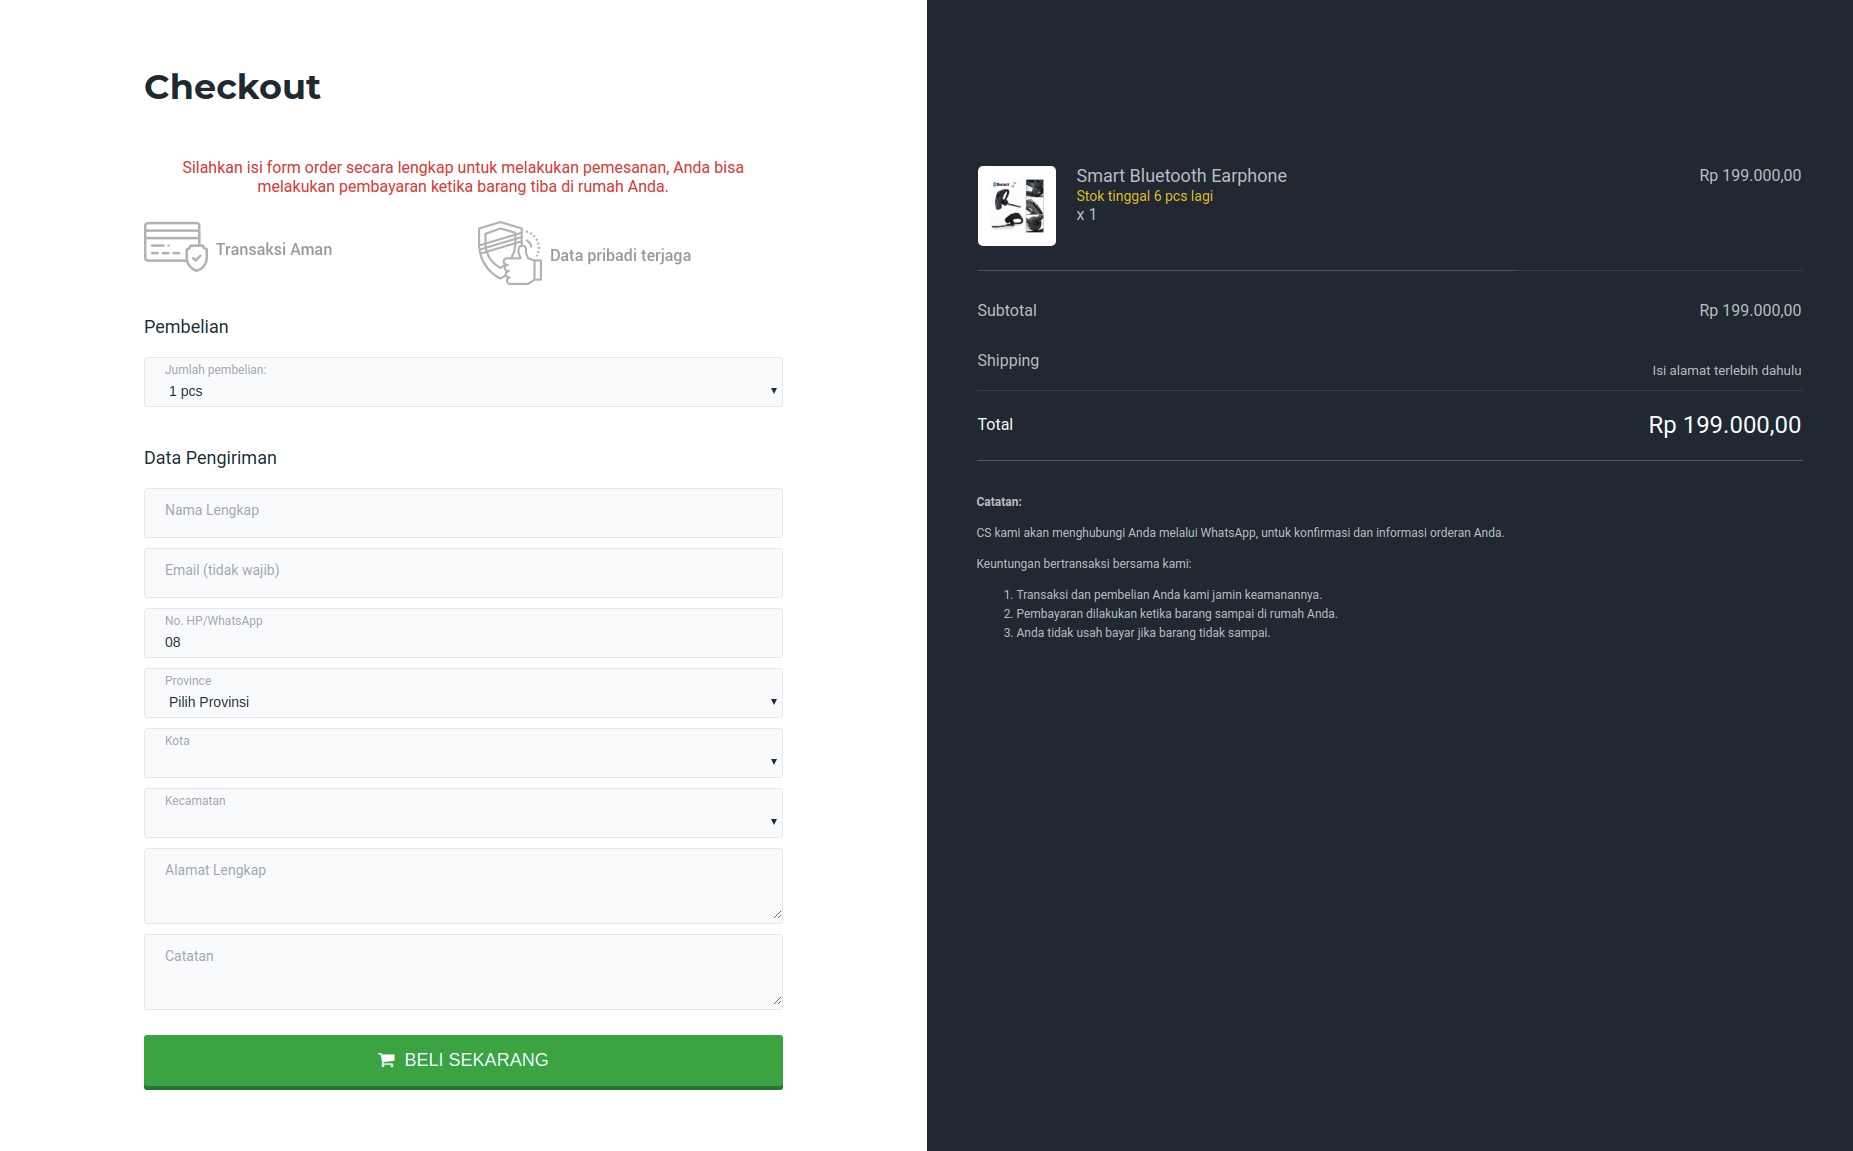 Checkout
Silahkan isi form order secara lengkap untuk melakukan pemesanan, Anda bisa
melakukan pembayaran ketika barang tiba di rumah Anda.
Transaksi Aman
Data pribadi terjaga
Pembelian
Jumlah pembelian:
1 pcs
Data Pengiriman
Nama Lengkap
Email (tidak wajib)
No. HP/WhatsApp
08
Province
Pilih Provinsi
Kota
Kecamatan
Alamat Lengkap
Catatan
BELI SEKARANG
Smart Bluetooth Earphone
Rp 199.000,00
Stok tinggal 6 pcs lagi
x 1
Subtotal
Rp 199.000,00
Shipping
Isi alamat terlebih dahulu
Total
Rp 199.000,00
Catatan:
CS kami akan menghubungi Anda melalui WhatsApp, untuk konfirmasi dan informasi orderan Anda.
Keuntungan bertransaksi bersama kami:
1. Transaksi dan pembelian Anda kami jamin keamanannya.
2. Pembayaran dilakukan ketika barang sampai di rumah Anda.
3. Anda tidak usah bayar jika barang tidak sampai.